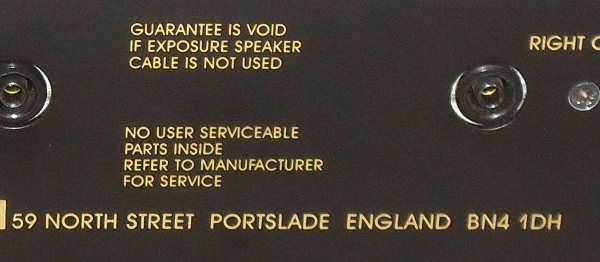 GUARANTEE IS VOID
IF EXPOSURE SPEAKER
CABLE IS NOT USED
RIGHT
NO USER SERVICEABLE
PARTS INSIDE
REFER TO MANUFACTURER
FOR SERVICE
59 NORTH STREET PORTSLADE ENGLAND BN4 1DH